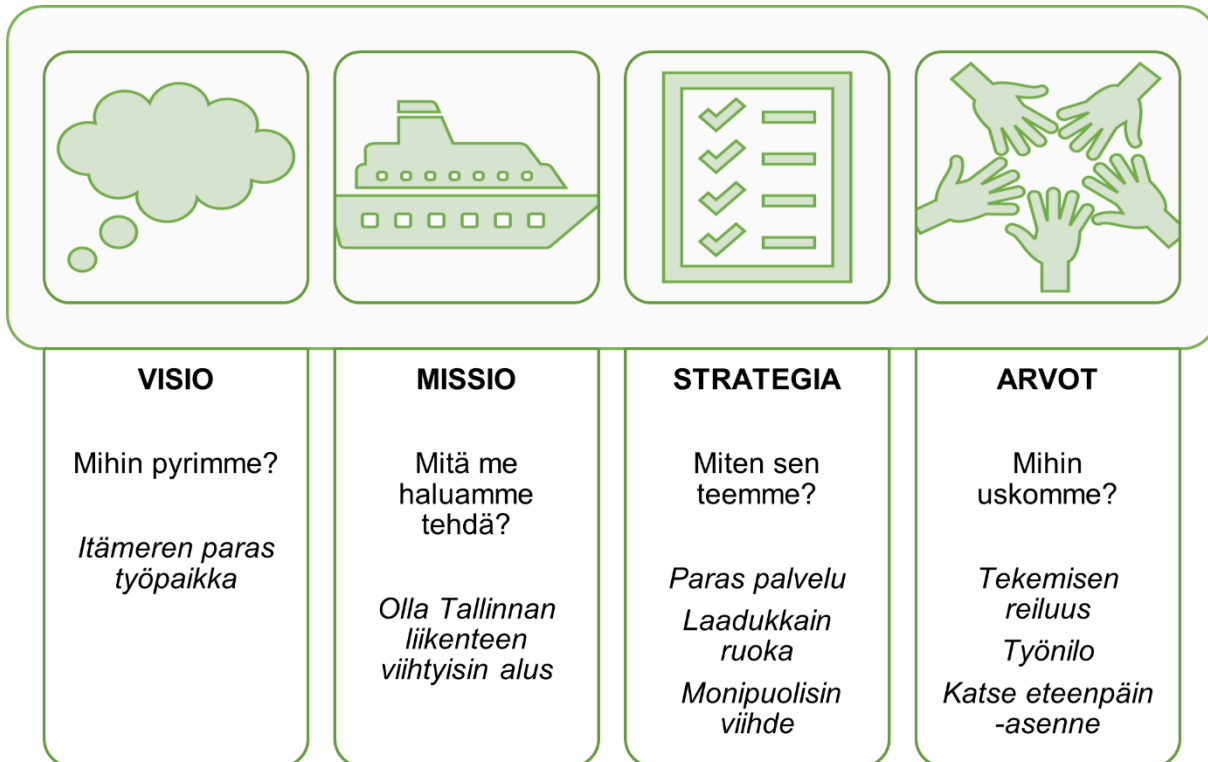 VISIO
Mihin pyrimme?
Itämeren paras
työpaikka
MISSIO
Mitä me
haluamme
tehdä?
Olla Tallinnan
liikenteen
viihtyisin alus
STRATEGIA
Miten sen
teemme?
Paras palvelu
Laadukkain
ruoka
Monipuolisin
viihde
ARVOT
Mihin
uskomme?
Tekemisen
reiluus
Työnilo
Katse eteenpäin
-asenne